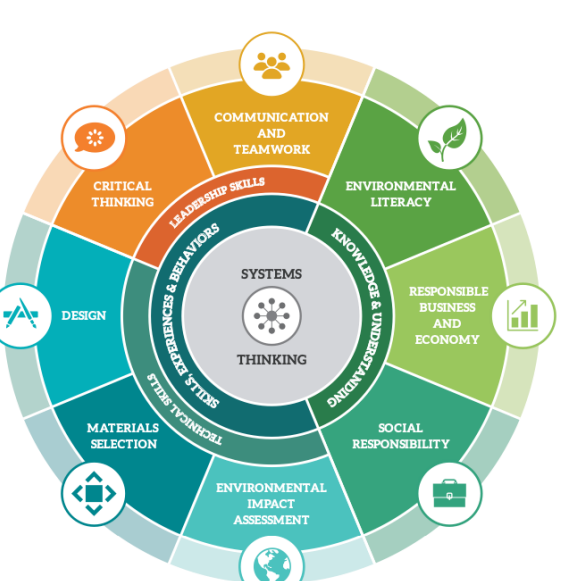 COMMUNICATION
AND
TEAMWORK
ENVIRONMENTAL
LITERACY
RESPONSIBLE
BUSINESS
AND
ECONOMY
SOCIAL
RESPONSIBILITY
ENVIRONMENTAL
IMPACT
ASSESSMENT
MATERIALS
SELECTION
DESIGN
CRITICAL
THINKING
LEADERSHIP SKILLS
TECHNICAL SKILLS
SKILLS, EXPERIENCES & BEHAVIORS
KNOWLEDGE & UNDERSTANDING
SYSTEMS
THINKING